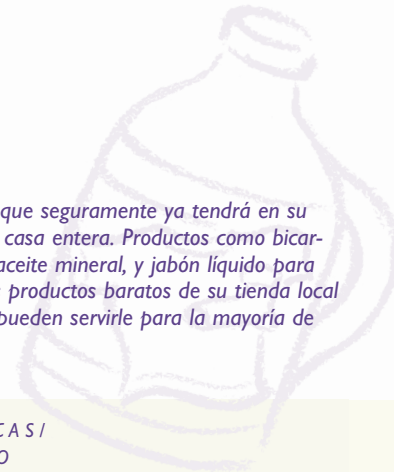 que seguramente ya tendrá en su
casa entera. Productos como bicar-
aceite mineral, y jabón líquido para
productos baratos de su tienda local
pueden servirle para la mayoría de
C A S /
O